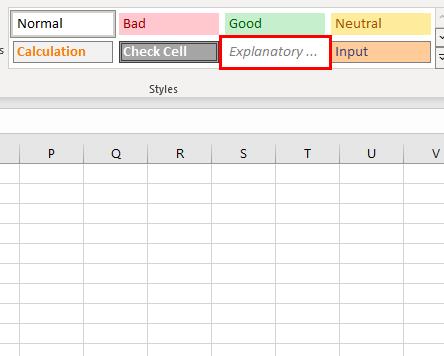 Normal Bad Good Neutral
s Calculation Check Cell Explanatory ... Input
Styles
P Q R S T U V